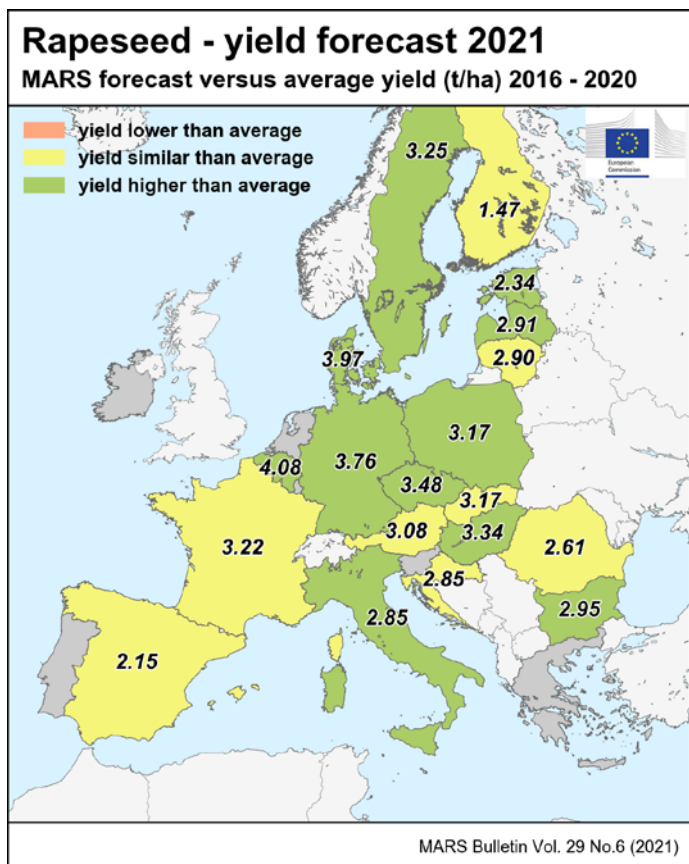 Rapeseed - yield forecast 2021
MARS forecast versus average yield (t/ha) 2016 - 2020
yield lower than average
yield similar than average
yield higher than average
European
Commission
3.25
1.47
2.34
2.91
2.90
3.97
3.17
3.76
4.08
3.48
3.17
3.08
3.34
3.22
2.61
2.85
2.95
2.85
2.15
MARS Bulletin Vol. 29 No.6 (2021)